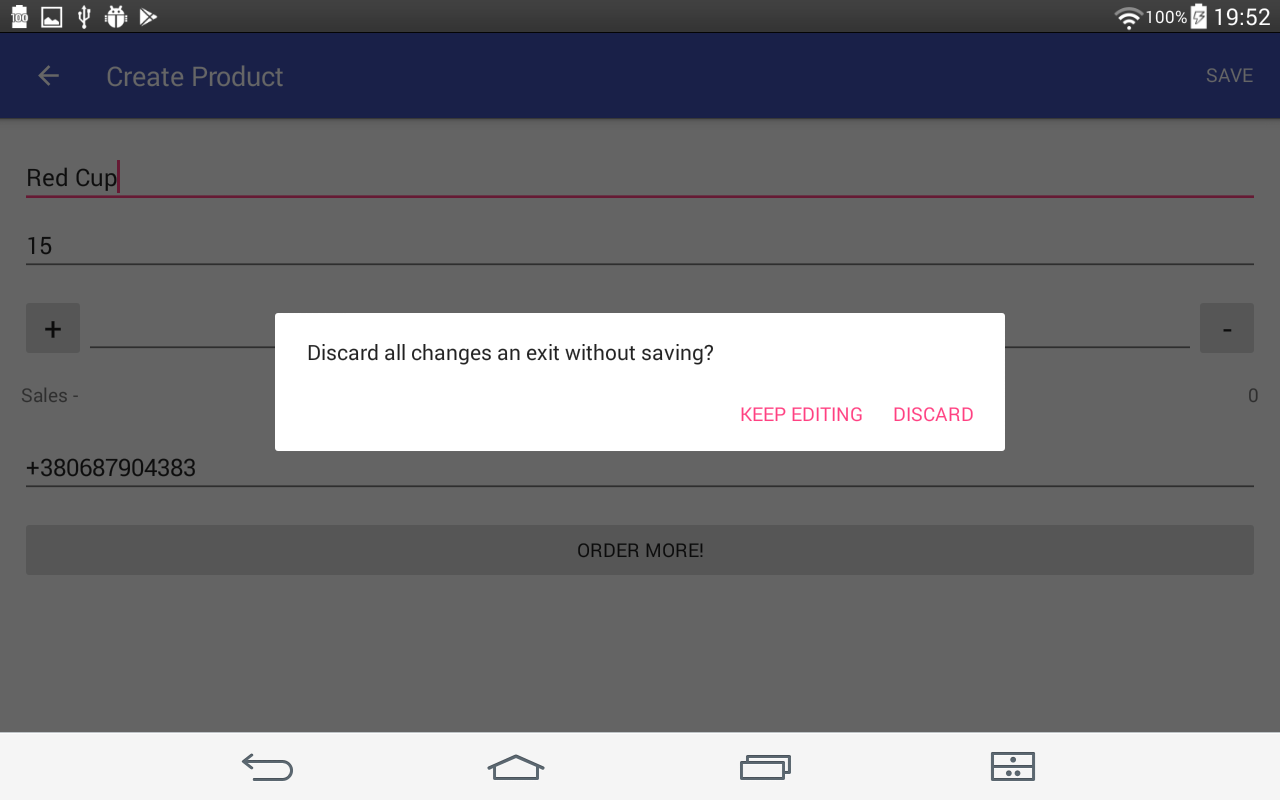 100 100% 19:52
Create Product SAVE
Red Cup
15
+ -
Discard all changes an exit without saving?
Sales - 0
KEEP EDITING DISCARD
+380687904383
ORDER MORE!